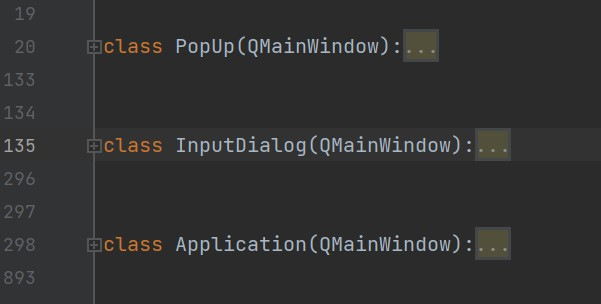 19
20 class PopUp(QMainWindow):...
133
134
135 class InputDialog(QMainWindow):...
296
297
298 class Application(QMainWindow):...
893